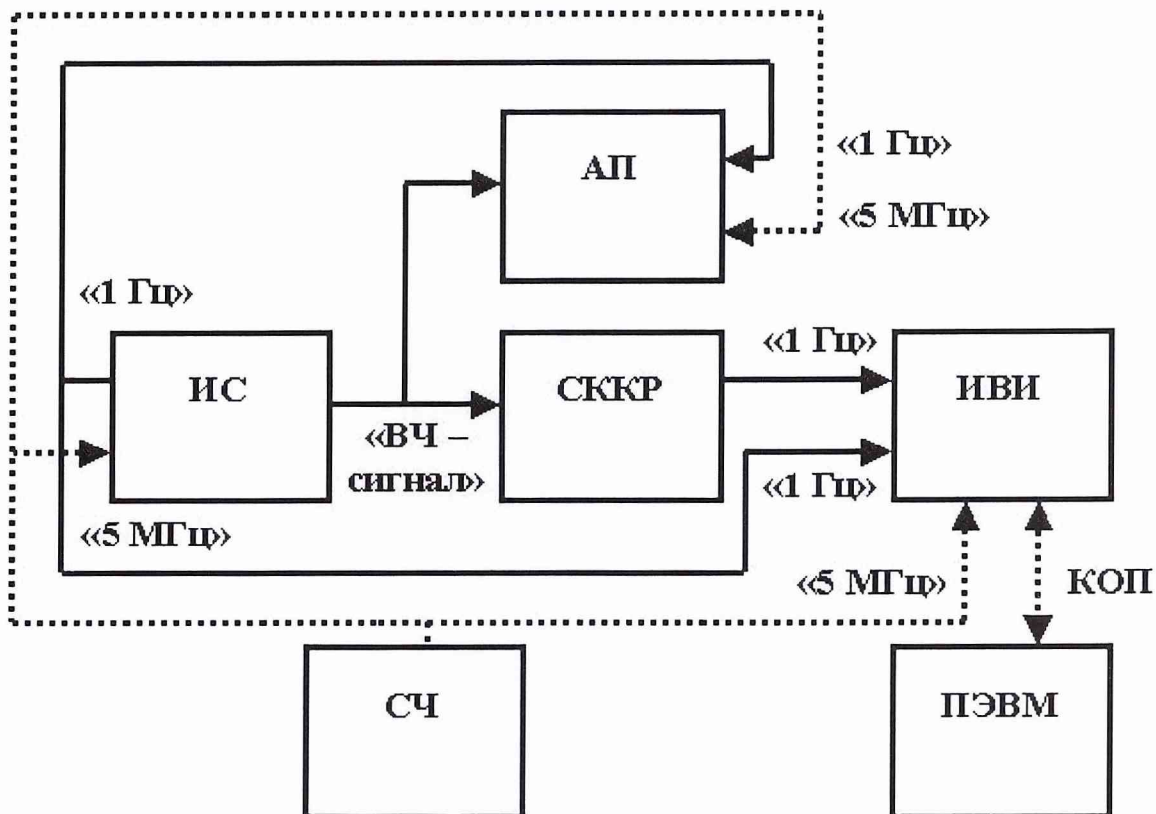 «1 Гц»
АП
«5 МГц»
«1 Гц»
ИС
«ВЧ –
сигнал»
СККР
«1 Гц»
ИВИ
«1 Гц»
«5 МГц»
«5 МГц»
КОП
СЧ
ПЭВМ